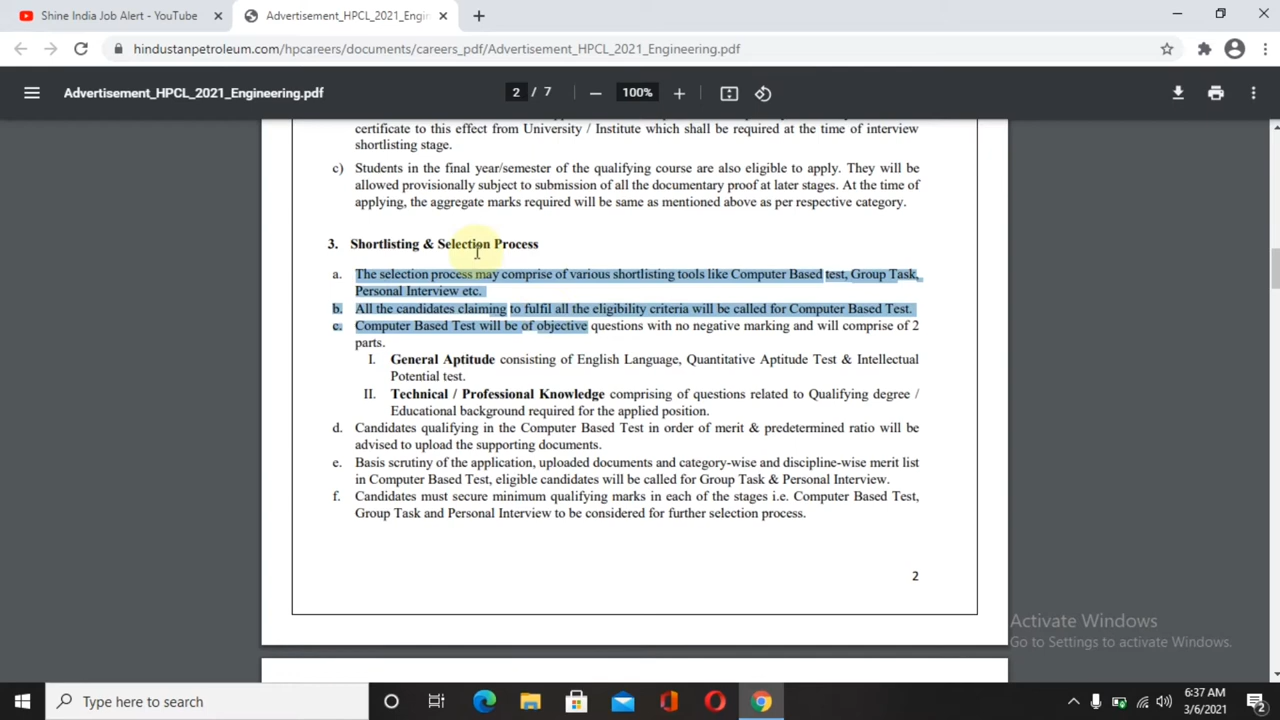 Shine India Job Alert - YouTube
Advertisement_HPCL_2021_Engin
hindustanpetroleum.com/hpcareers/documents/careers_pdf/Advertisement_HPCL_2021_Engineering.pdf
Advertisement_HPCL_2021_Engineering.pdf
2 / 7
100%
certificate to this effect from University / Institute which shall be required at the time of interview
shortlisting stage.
c) Students in the final year/semester of the qualifying course are also eligible to apply. They will be
allowed provisionally subject to submission of all the documentary proof at later stages. At the time of
applying, the aggregate marks required will be same as mentioned above as per respective category.
3. Shortlisting & Selection Process
a. The selection process may comprise of various shortlisting tools like Computer Based test, Group Task,
Personal Interview etc.
b. All the candidates claiming to fulfil all the eligibility criteria will be called for Computer Based Test.
c. Computer Based Test will be of objective questions with no negative marking and will comprise of 2
parts.
I. General Aptitude consisting of English Language, Quantitative Aptitude Test & Intellectual
Potential test.
II. Technical / Professional Knowledge comprising of questions related to Qualifying degree /
Educational background required for the applied position.
d. Candidates qualifying in the Computer Based Test in order of merit & predetermined ratio will be
advised to upload the supporting documents.
e. Basis scrutiny of the application, uploaded documents and category-wise and discipline-wise merit list
in Computer Based Test, eligible candidates will be called for Group Task & Personal Interview.
f. Candidates must secure minimum qualifying marks in each of the stages i.e. Computer Based Test,
Group Task and Personal Interview to be considered for further selection process.
2
Activate Windows
Go to Settings to activate Windows.
Type here to search
6:37 AM
3/6/2021
2